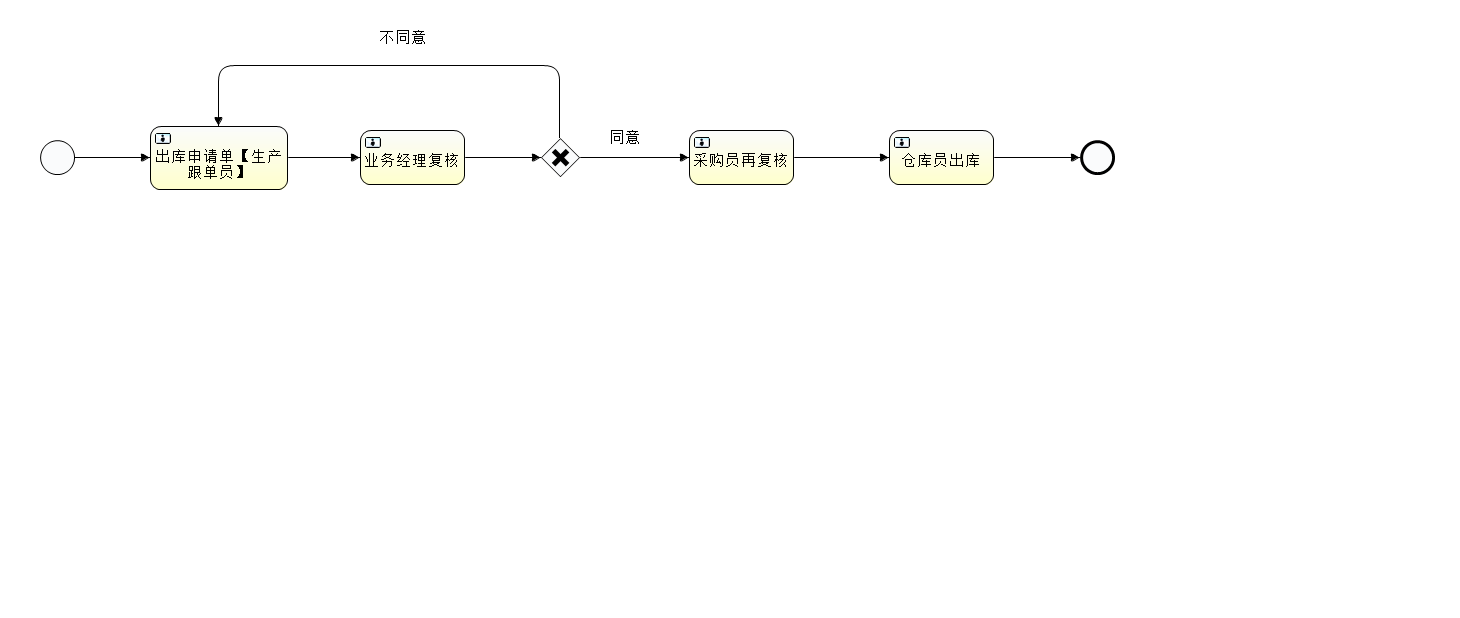 不同意
同意
出库申请单【生产
跟单员】
业务经理复核
采购员再复核
仓库员出库